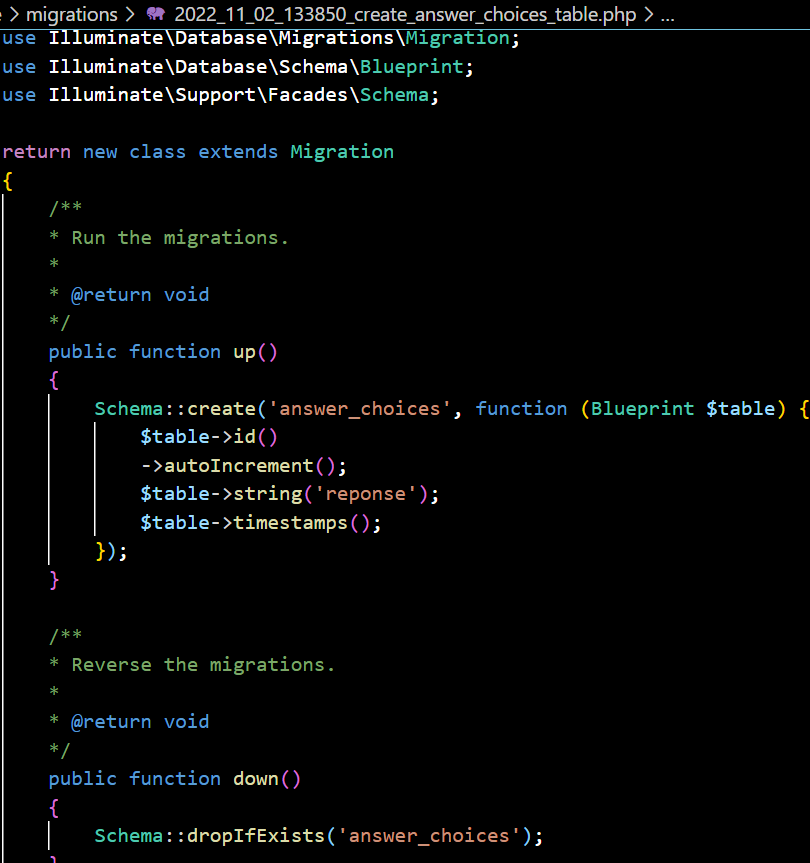 > migrations > 2022_11_02_133850_create_answer_choices_table.php > ...
use Illuminate\Database\Migrations\Migration;
use Illuminate\Database\Schema\Blueprint;
use Illuminate\Support\Facades\Schema;
return new class extends Migration
{
/**
* Run the migrations.
*
* @return void
*/
public function up()
{
Schema::create('answer_choices', function (Blueprint $table) {
$table->id()
->autoIncrement();
$table->string('reponse');
$table->timestamps();
});
}
/**
* Reverse the migrations.
*
* @return void
*/
public function down()
{
Schema::dropIfExists('answer_choices');
}